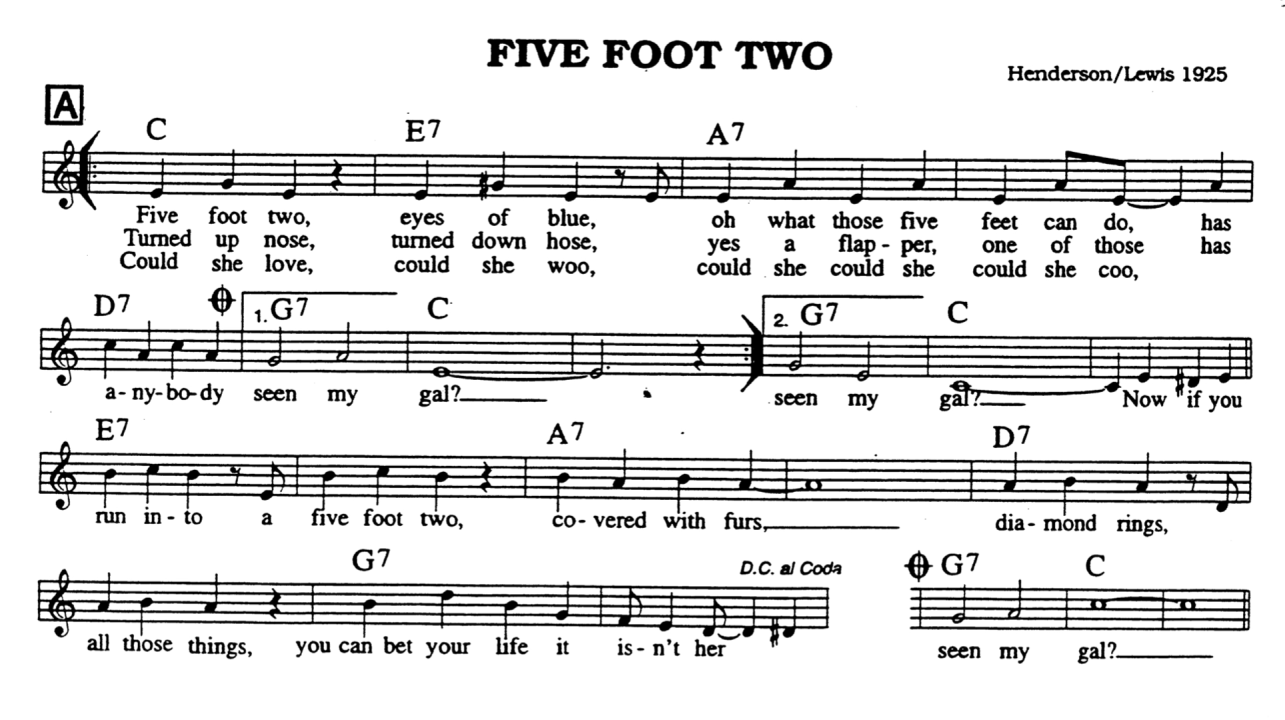 FIVE FOOT TWO
Henderson/Lewis 1925
A
C E7 A7
Five foot two, eyes of blue, oh what those five feet can do, has
Turned up nose, turned down hose, yes a flap - per, one of those has
Could she love, could she woo, could she could she could she coo,
D7 1. G7 C 2. G7 C
a - ny - bo - dy seen my gal? seen my gal? Now if you
E7 A7 D7
run in - to a five foot two, co - vered with furs, dia - mond rings,
G7 D.C. al Coda G7 C
all those things, you can bet your life it is - n't her seen my gal?